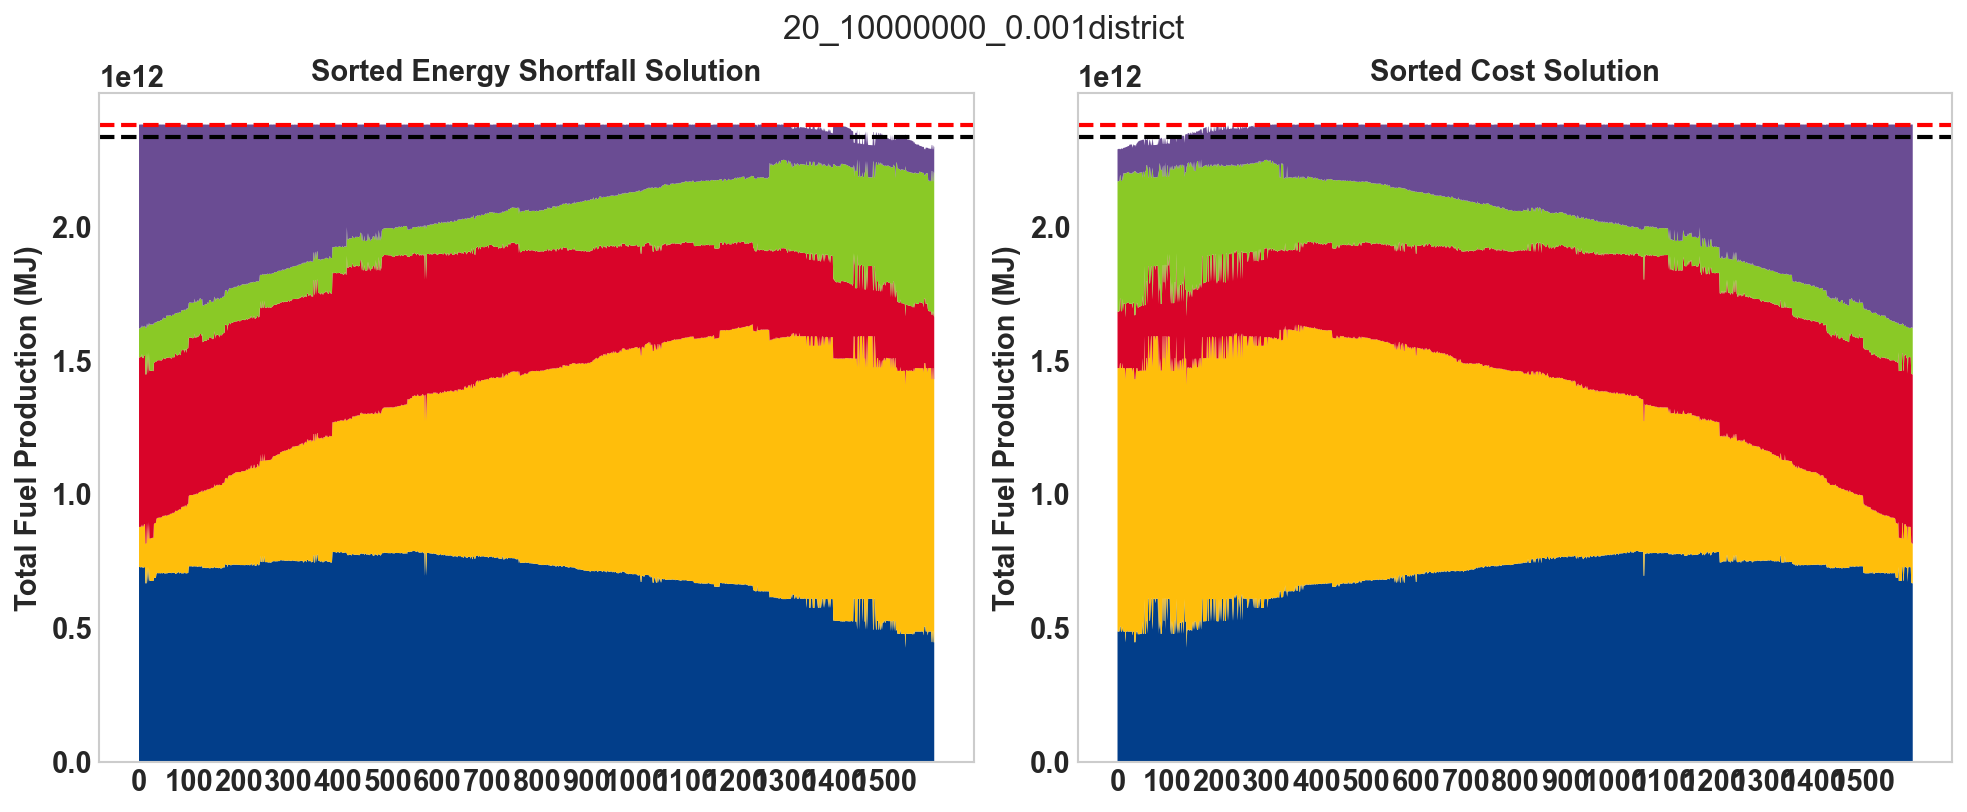 20_10000000_0.001district
Sorted Energy Shortfall Solution
1e12
Total Fuel Production (MJ)
2.0
1.5
1.0
0.5
0.0
0 100 200 300 400 500 600 700 800 900 1000 1100 1200 1300 1400 1500
Sorted Cost Solution
1e12
Total Fuel Production (MJ)
2.0
1.5
1.0
0.5
0.0
0 100 200 300 400 500 600 700 800 900 1000 1100 1200 1300 1400 1500